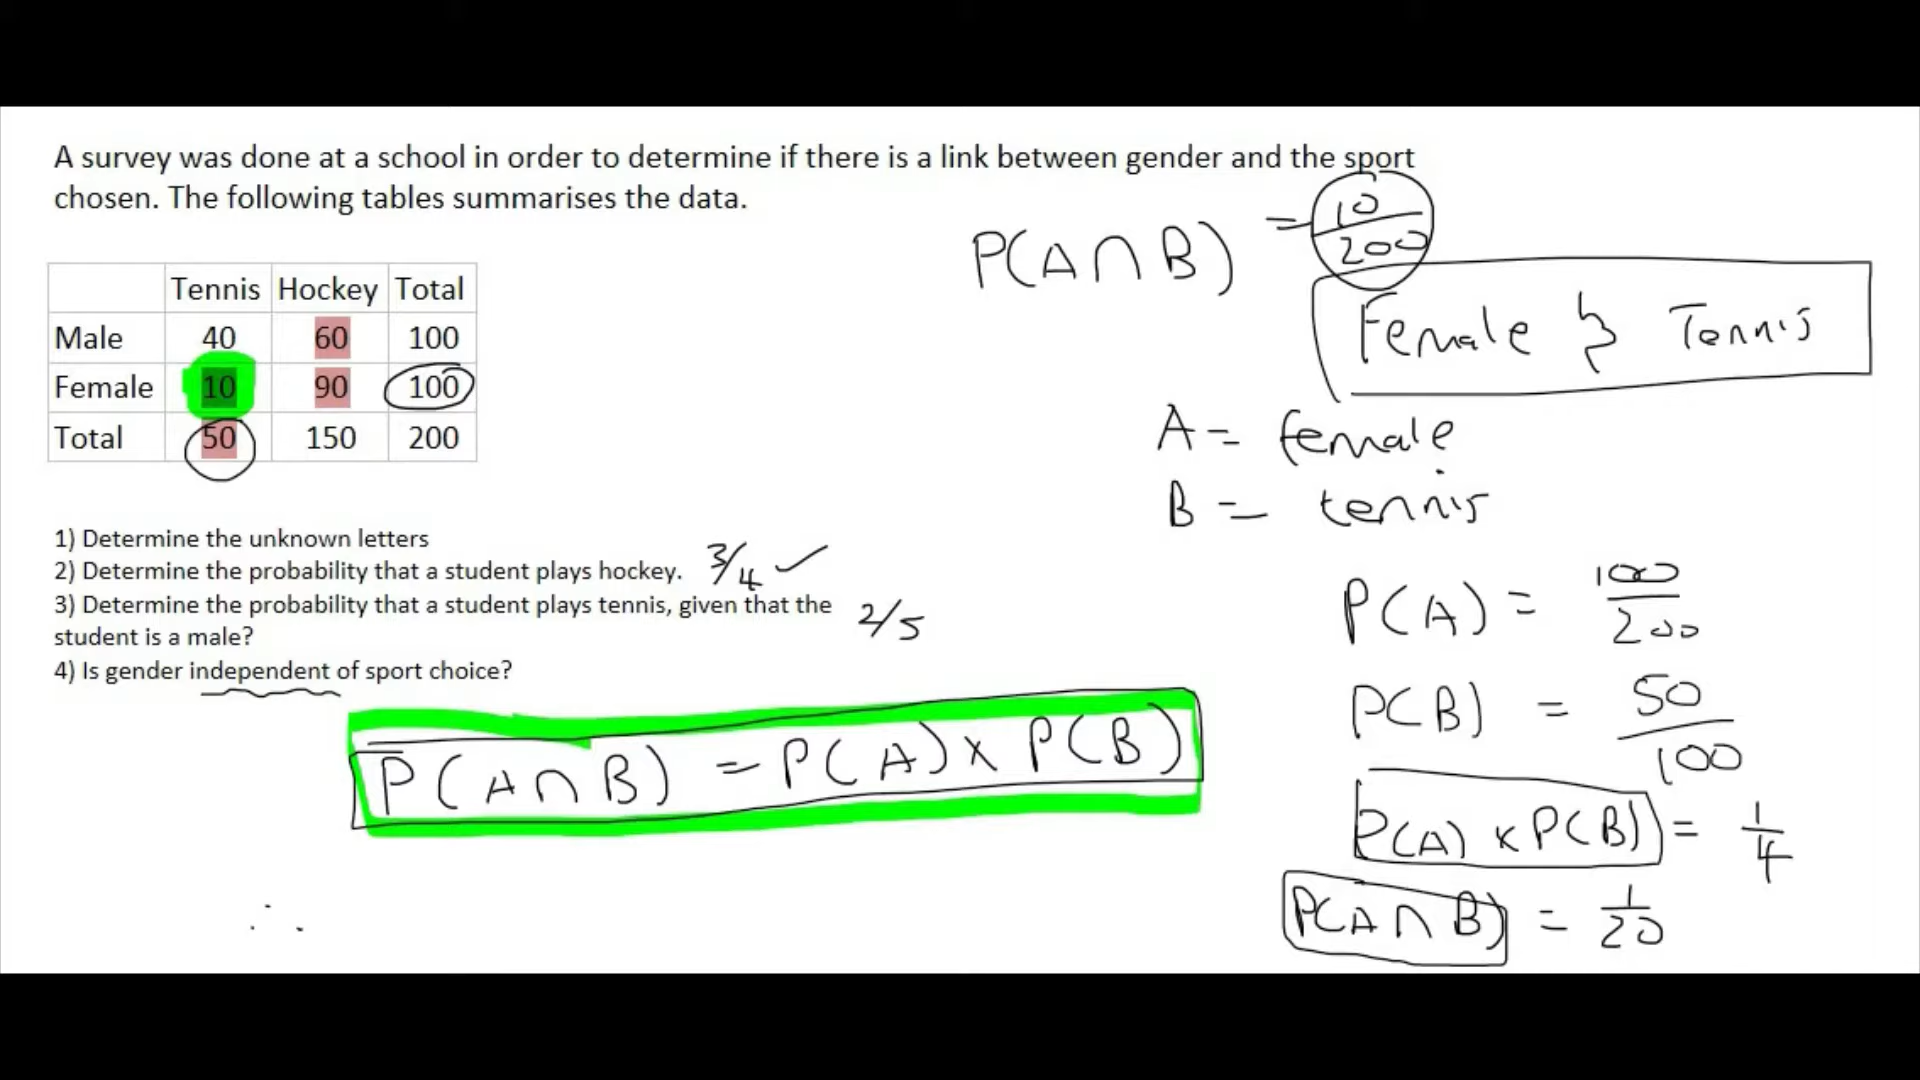 A survey was done at a school in order to determine if there is a link between gender and the sport
chosen. The following tables summarises the data.
Tennis Hockey Total
Male 40 60 100
Female 10 90 100
Total 50 150 200
1) Determine the unknown letters
2) Determine the probability that a student plays hockey. 3/4 ✓
3) Determine the probability that a student plays tennis, given that the
student is a male? 2/5
4) Is gender independent of sport choice?
P(A∩B) = P(A) x P(B)
∴
P(A∩B) = 10/200
Female & Tennis
A = female
B = tennis
P(A) = 100/200
P(B) = 50/100
P(A) x P(B) = 1/4
P(A∩B) = 1/20